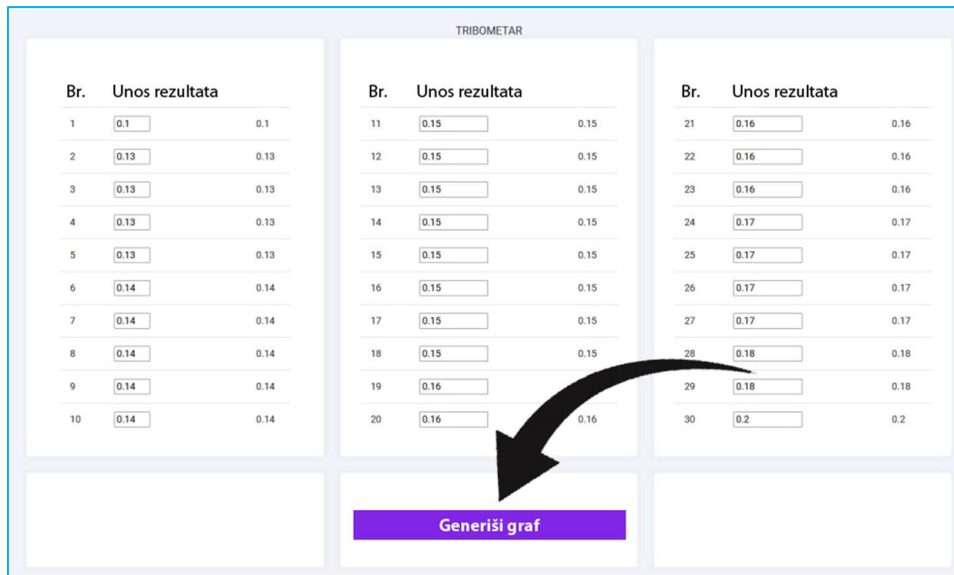 TRIBOMETAR
Br. Unos rezultata
1 0.1 0.1
2 0.13 0.13
3 0.13 0.13
4 0.13 0.13
5 0.13 0.13
6 0.14 0.14
7 0.14 0.14
8 0.14 0.14
9 0.14 0.14
10 0.14 0.14
Br. Unos rezultata
11 0.15 0.15
12 0.15 0.15
13 0.15 0.15
14 0.15 0.15
15 0.15 0.15
16 0.15 0.15
17 0.15 0.15
18 0.15 0.15
19 0.16
20 0.16 0.16
Br. Unos rezultata
21 0.16 0.16
22 0.16 0.16
23 0.16 0.16
24 0.17 0.17
25 0.17 0.17
26 0.17 0.17
27 0.17 0.17
28 0.18 0.18
29 0.18 0.18
30 0.2 0.2
Generiši graf